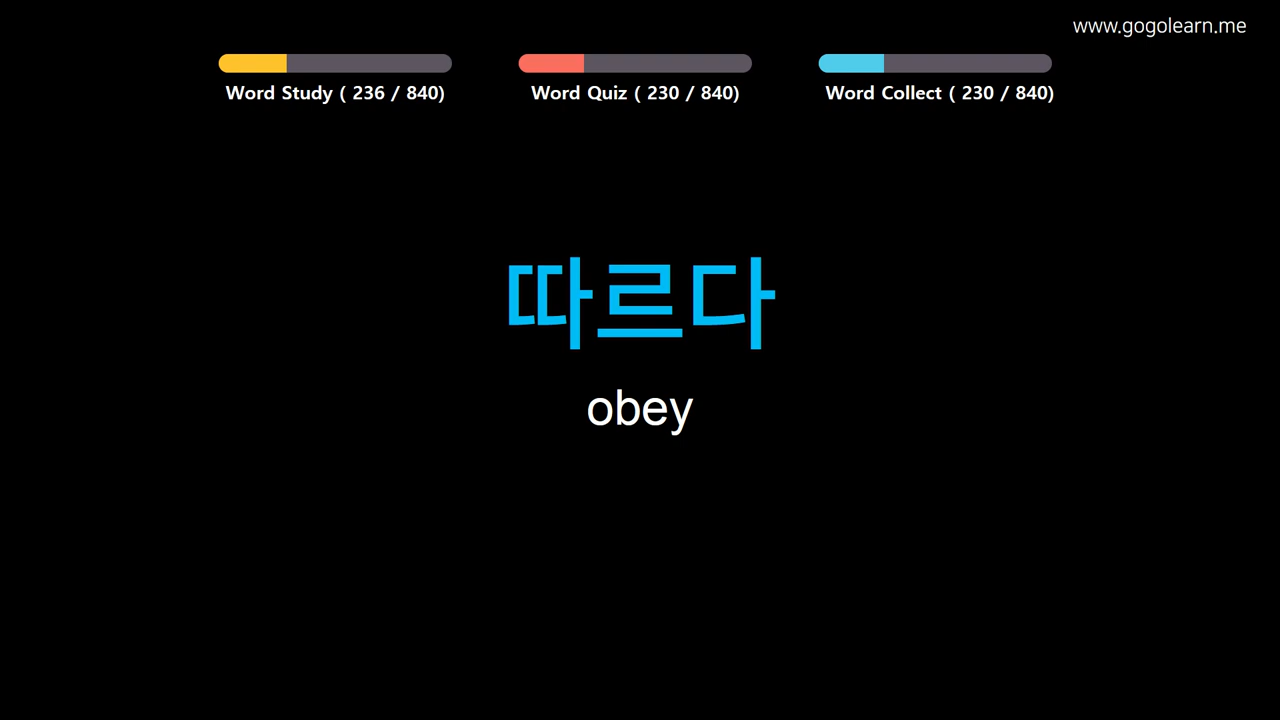 www.gogolearn.me
Word Study ( 236 / 840)
Word Quiz ( 230 / 840)
Word Collect ( 230 / 840)
따르다
obey